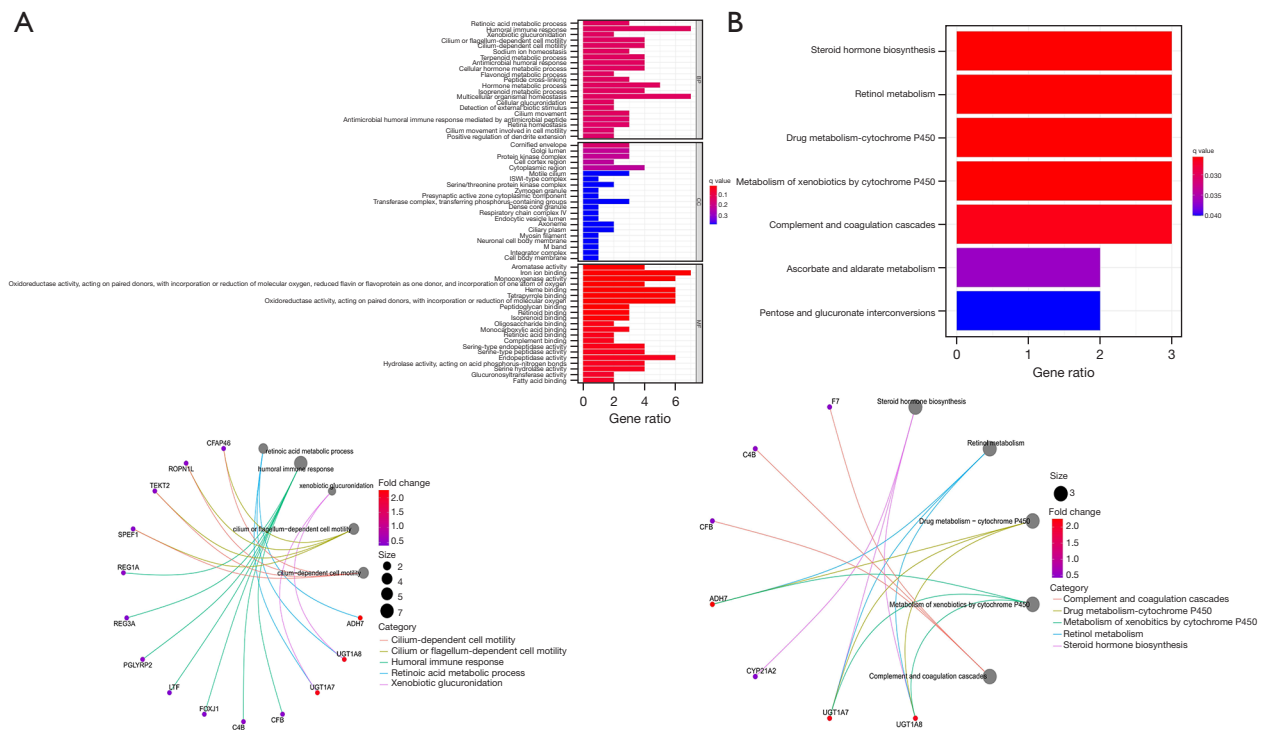 A
Retinoic acid metabolic process
Humoral immune response
Xenobiotic glucuronidation
Cilium or flagellum-dependent cell motility
Cilium-dependent cell motility
Sodium ion homeostasis
Terpenoid metabolic process
Antimicrobial humoral response
Cellular hormone metabolic process
Flavonoid metabolic process
Peptide cross-linking
Hormone metabolic process
Isoprenoid metabolic process
Multicellular organismal homeostasis
Cellular glucuronidation
Detection of external biotic stimulus
Cilium movement
Antimicrobial humoral immune response mediated by antimicrobial peptide
Retina homeostasis
Cilium movement involved in cell motility
Positive regulation of dendrite extension
BP
Cornified envelope
Golgi lumen
Protein kinase complex
Cell cortex region
Cytoplasmic region
Motile cilium
ISWI-type complex
Serine/threonine protein kinase complex
Zymogen granule
Presynaptic active zone cytoplasmic component
Transferase complex, transferring phosphorus-containing groups
Dense core granule
Respiratory chain complex IV
Endocytic vesicle lumen
Axoneme
Ciliary plasm
Myosin filament
Neuronal cell body membrane
M band
Integrator complex
Cell body membrane
CC
Aromatase activity
Iron ion binding
Monooxygenase activity
Oxidoreductase activity, acting on paired donors, with incorporation or reduction of molecular oxygen, reduced flavin or flavoprotein as one donor, and incorporation of one atom of oxygen
Heme binding
Tetrapyrrole binding
Oxidoreductase activity, acting on paired donors, with incorporation or reduction of molecular oxygen
Peptidoglycan binding
Retinoid binding
Isoprenoid binding
Oligosaccharide binding
Monocarboxylic acid binding
Retinoic acid binding
Complement binding
Serine-type endopeptidase activity
Serine-type peptidase activity
Endopeptidase activity
Hydrolase activity, acting on acid phosphorus-nitrogen bonds
Serine hydrolase activity
Glucuronosyltransferase activity
Fatty acid binding
MF
0 2 4 6
Gene ratio
q value
0.1
0.2
0.3
B
Steroid hormone biosynthesis
Retinol metabolism
Drug metabolism-cytochrome P450
Metabolism of xenobiotics by cytochrome P450
Complement and coagulation cascades
Ascorbate and aldarate metabolism
Pentose and glucuronate interconversions
0 1 2 3
Gene ratio
q value
0.030
0.035
0.040
CFAP46
ROPN1L
TEKT2
SPEF1
REG1A
REG3A
PGLYRP2
LTF
FOXJ1
C4B
CFB
UGT1A7
UGT1A8
ADH7
retinoic acid metabolic process
humoral immune response
xenobiotic glucuronidation
cilium or flagellum-dependent cell motility
cilium-dependent cell motility
Fold change
2.0
1.5
1.0
0.5
Size
2
4
5
7
Category
Cilium-dependent cell motility
Cilium or flagellum-dependent cell motility
Humoral immune response
Retinoic acid metabolic process
Xenobiotic glucuronidation
F7
C4B
CFB
ADH7
CYP21A2
UGT1A7
UGT1A8
Steroid hormone biosynthesis
Retinol metabolism
Drug metabolism - cytochrome P450
Metabolism of xenobiotics by cytochrome P450
Complement and coagulation cascades
Size
3
Fold change
2.0
1.5
1.0
0.5
Category
Complement and coagulation cascades
Drug metabolism-cytochrome P450
Metabolism of xenobitics by cytochrome P450
Retinol metabolism
Steroid hormone biosynthesis